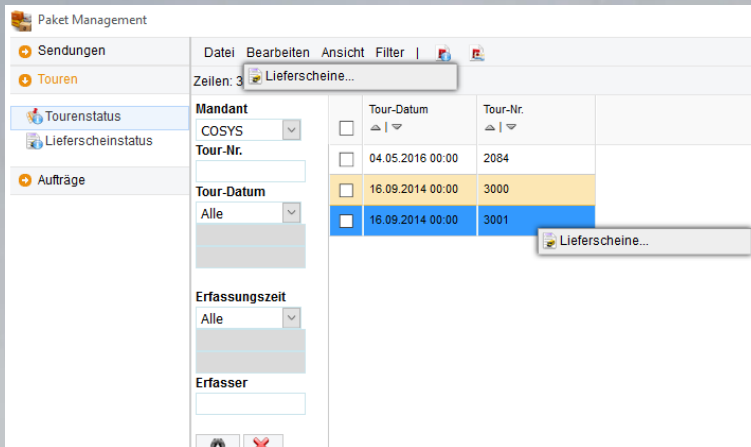 Paket Management
Sendungen
Touren
Tourenstatus
Lieferscheinstatus
Aufträge
Datei Bearbeiten Ansicht Filter |
Lieferscheine...
Zeilen: 3
Mandant
COSYS
Tour-Nr.
Tour-Datum
Alle
Erfassungszeit
Alle
Erfasser
Tour-Datum Tour-Nr.
04.05.2016 00:00 2084
16.09.2014 00:00 3000
16.09.2014 00:00 3001
Lieferscheine...